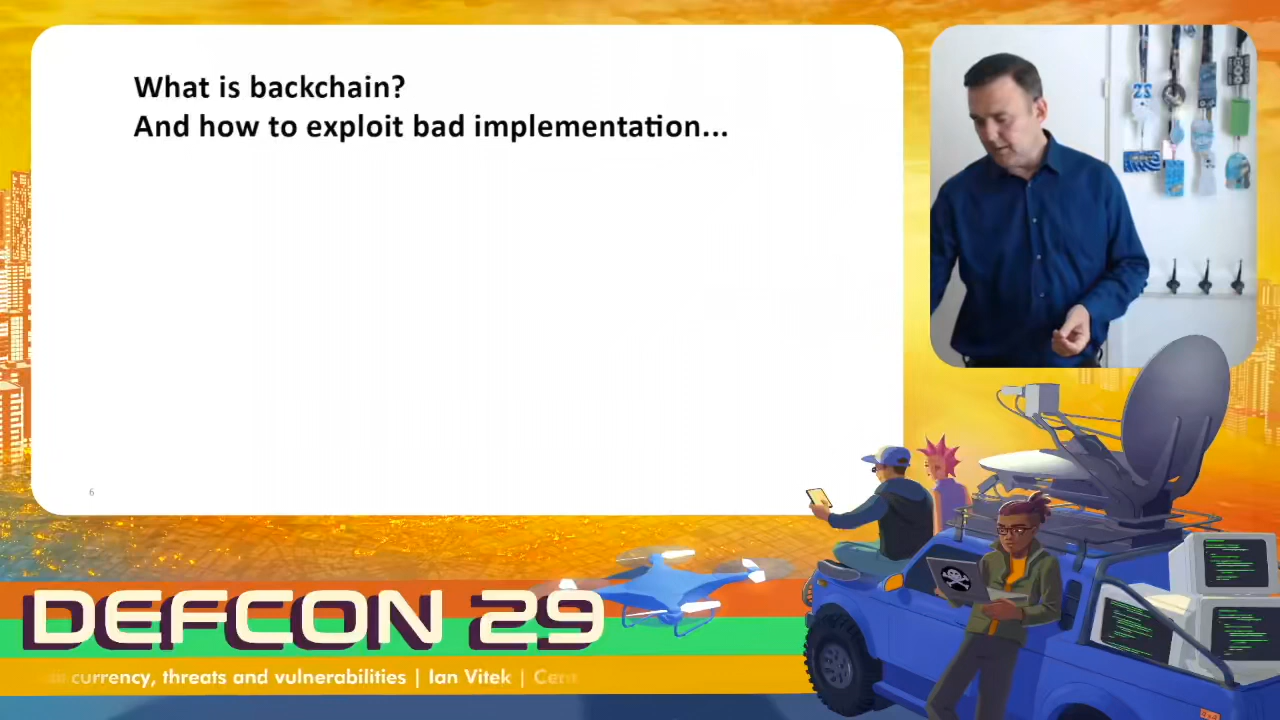 What is backchain?
And how to exploit bad implementation...
6
DEFCON 29
currency, threats and vulnerabilities | Ian Vitek |